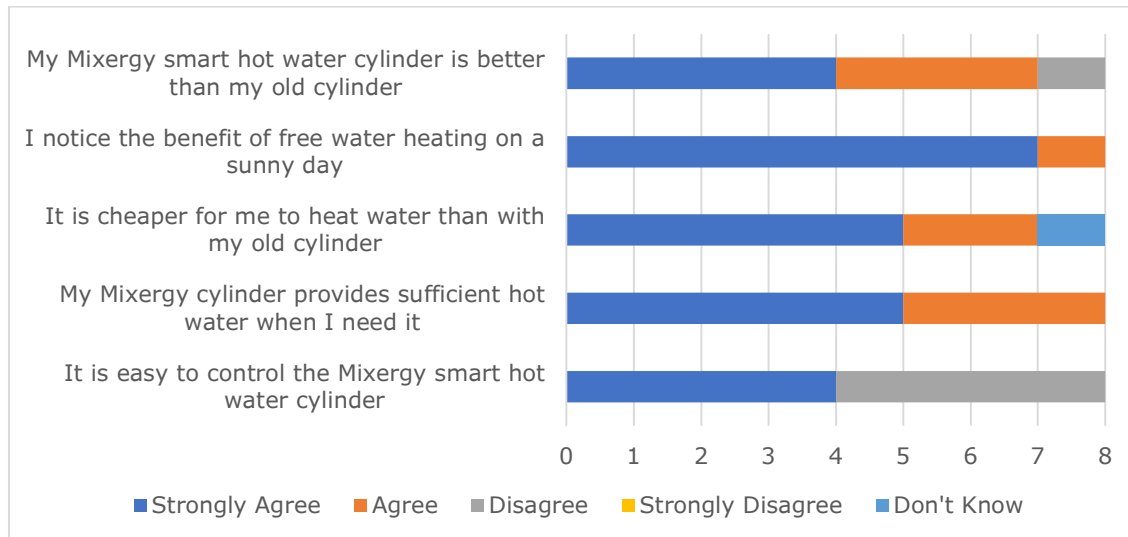 My Mixergy smart hot water cylinder is better
than my old cylinder
I notice the benefit of free water heating on a
sunny day
It is cheaper for me to heat water than with
my old cylinder
My Mixergy cylinder provides sufficient hot
water when I need it
It is easy to control the Mixergy smart hot
water cylinder
0 1 2 3 4 5 6 7 8
Strongly Agree Agree Disagree Strongly Disagree Don't Know